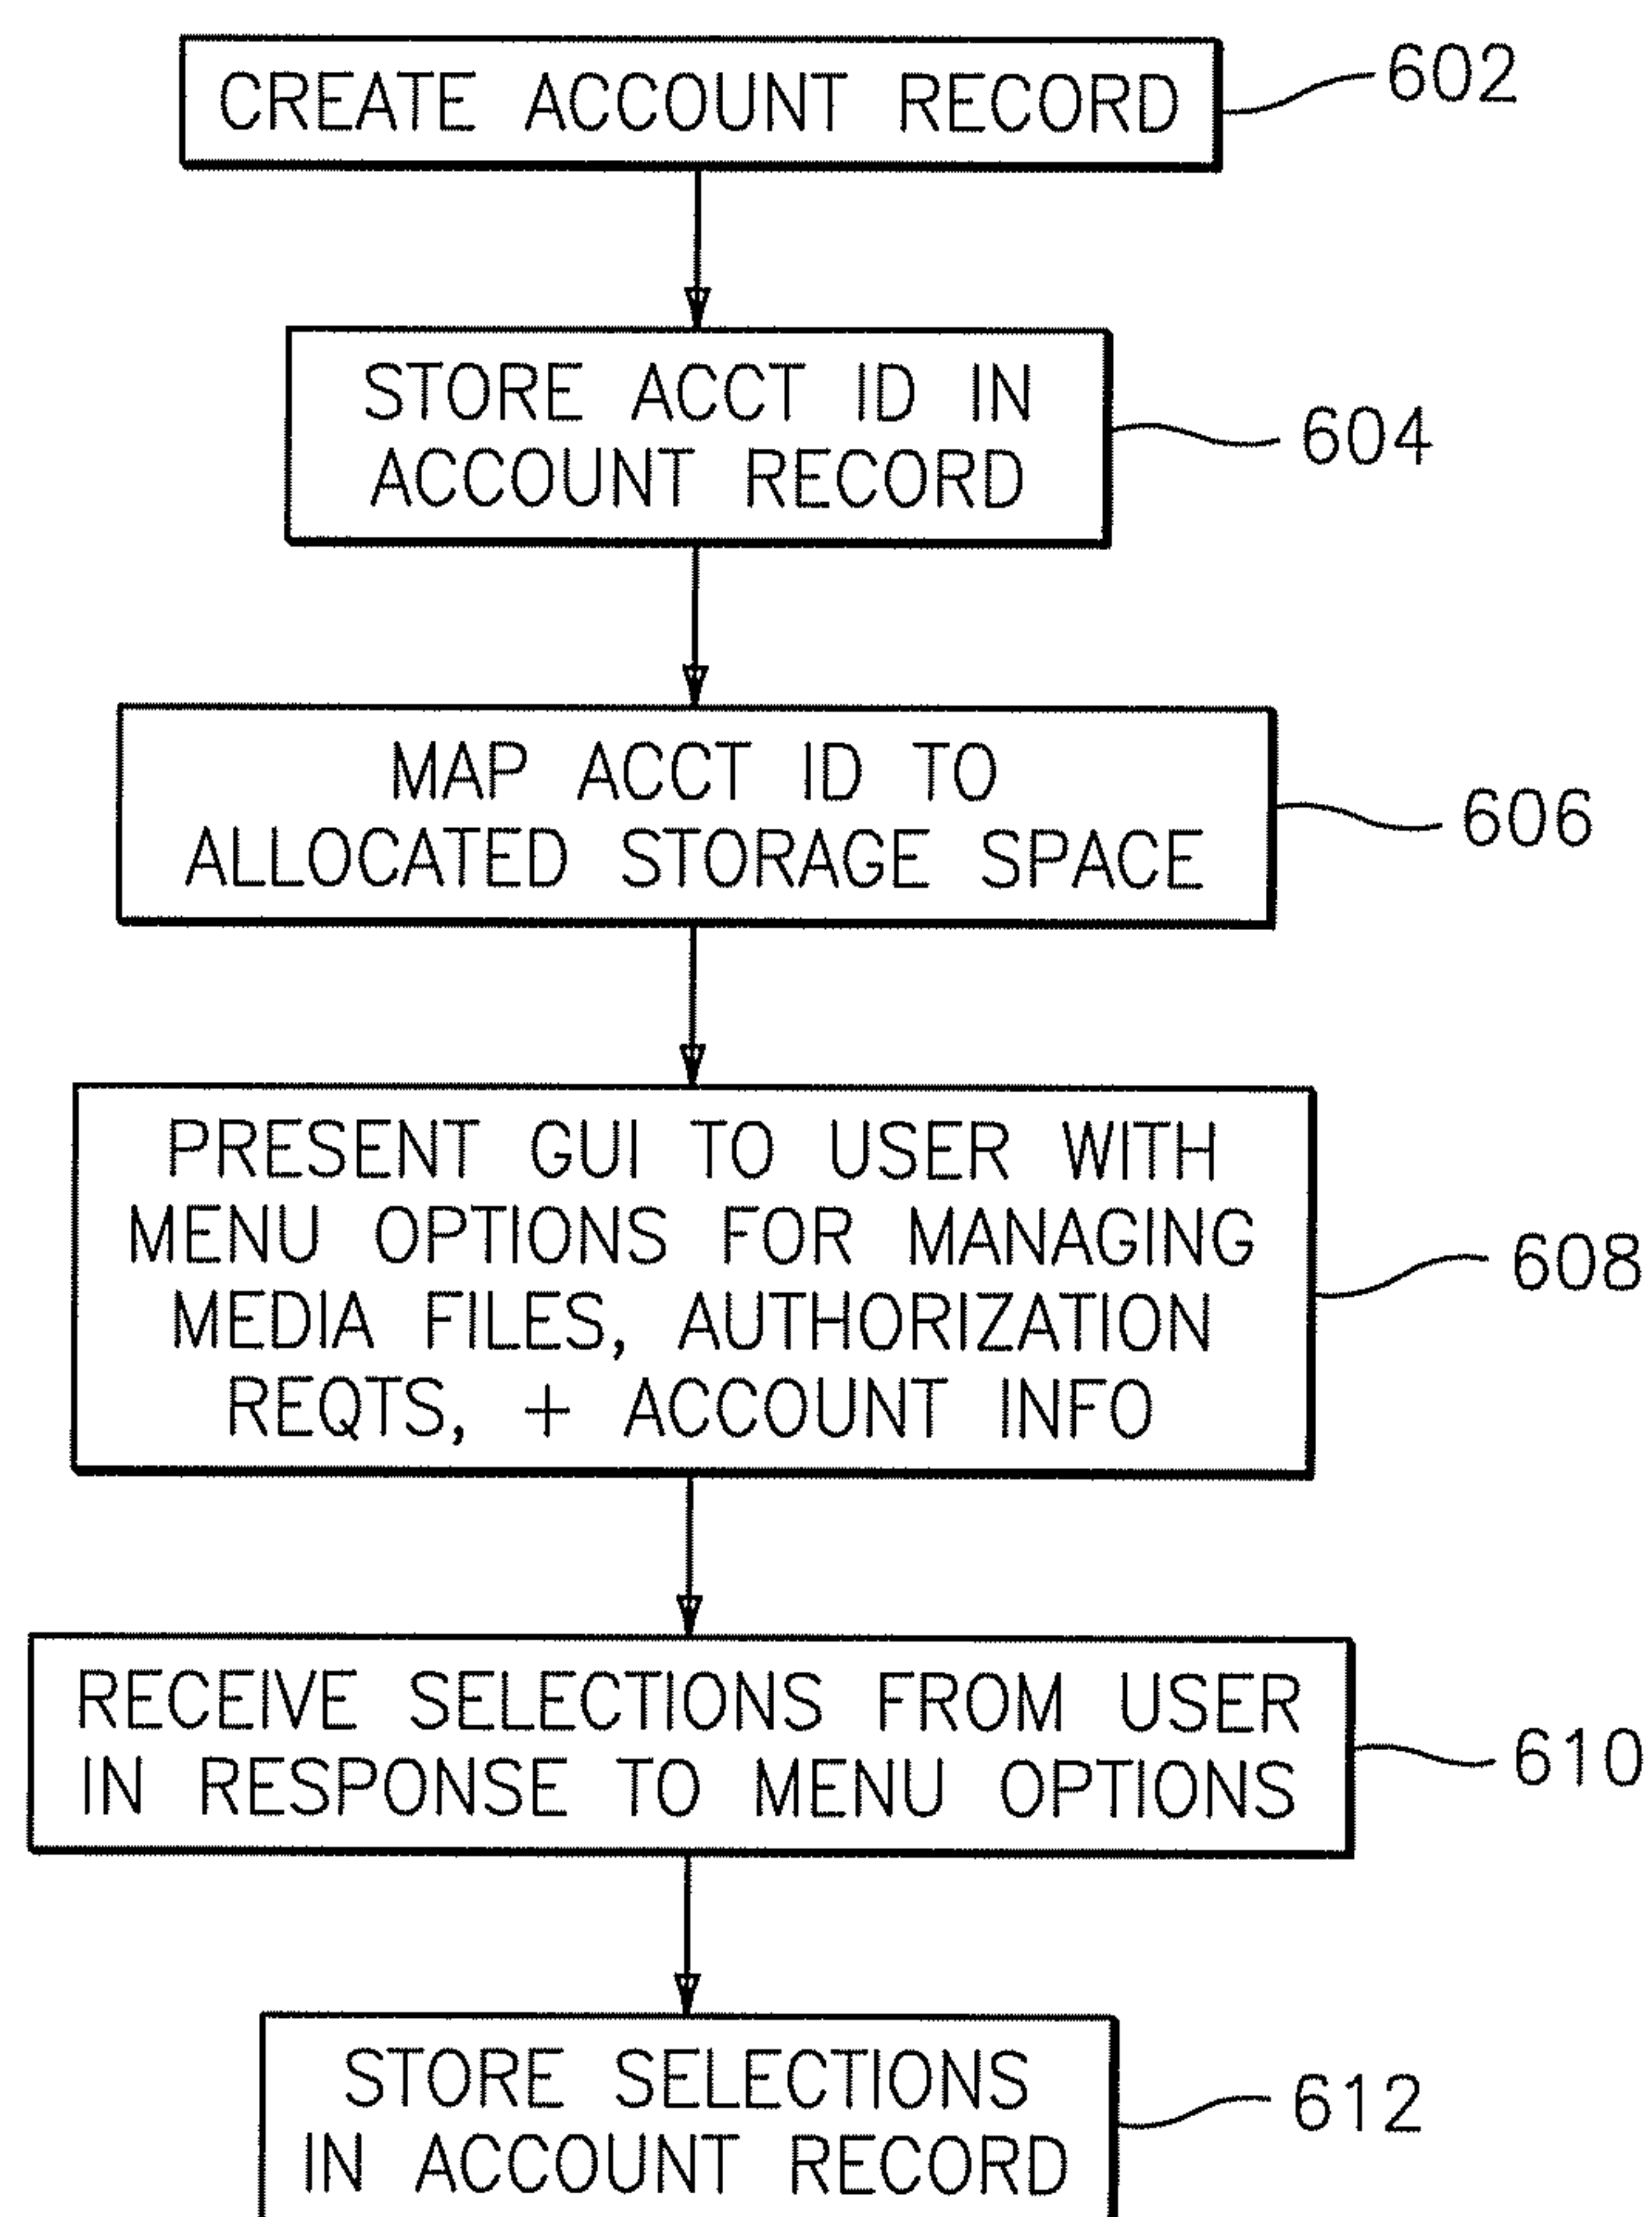 CREATE ACCOUNT RECORD
602
STORE ACCT ID IN
ACCOUNT RECORD
604
MAP ACCT ID TO
ALLOCATED STORAGE SPACE
606
PRESENT GUI TO USER WITH
MENU OPTIONS FOR MANAGING
MEDIA FILES, AUTHORIZATION
REQTS, + ACCOUNT INFO
608
RECEIVE SELECTIONS FROM USER
IN RESPONSE TO MENU OPTIONS
610
STORE SELECTIONS
IN ACCOUNT RECORD
612